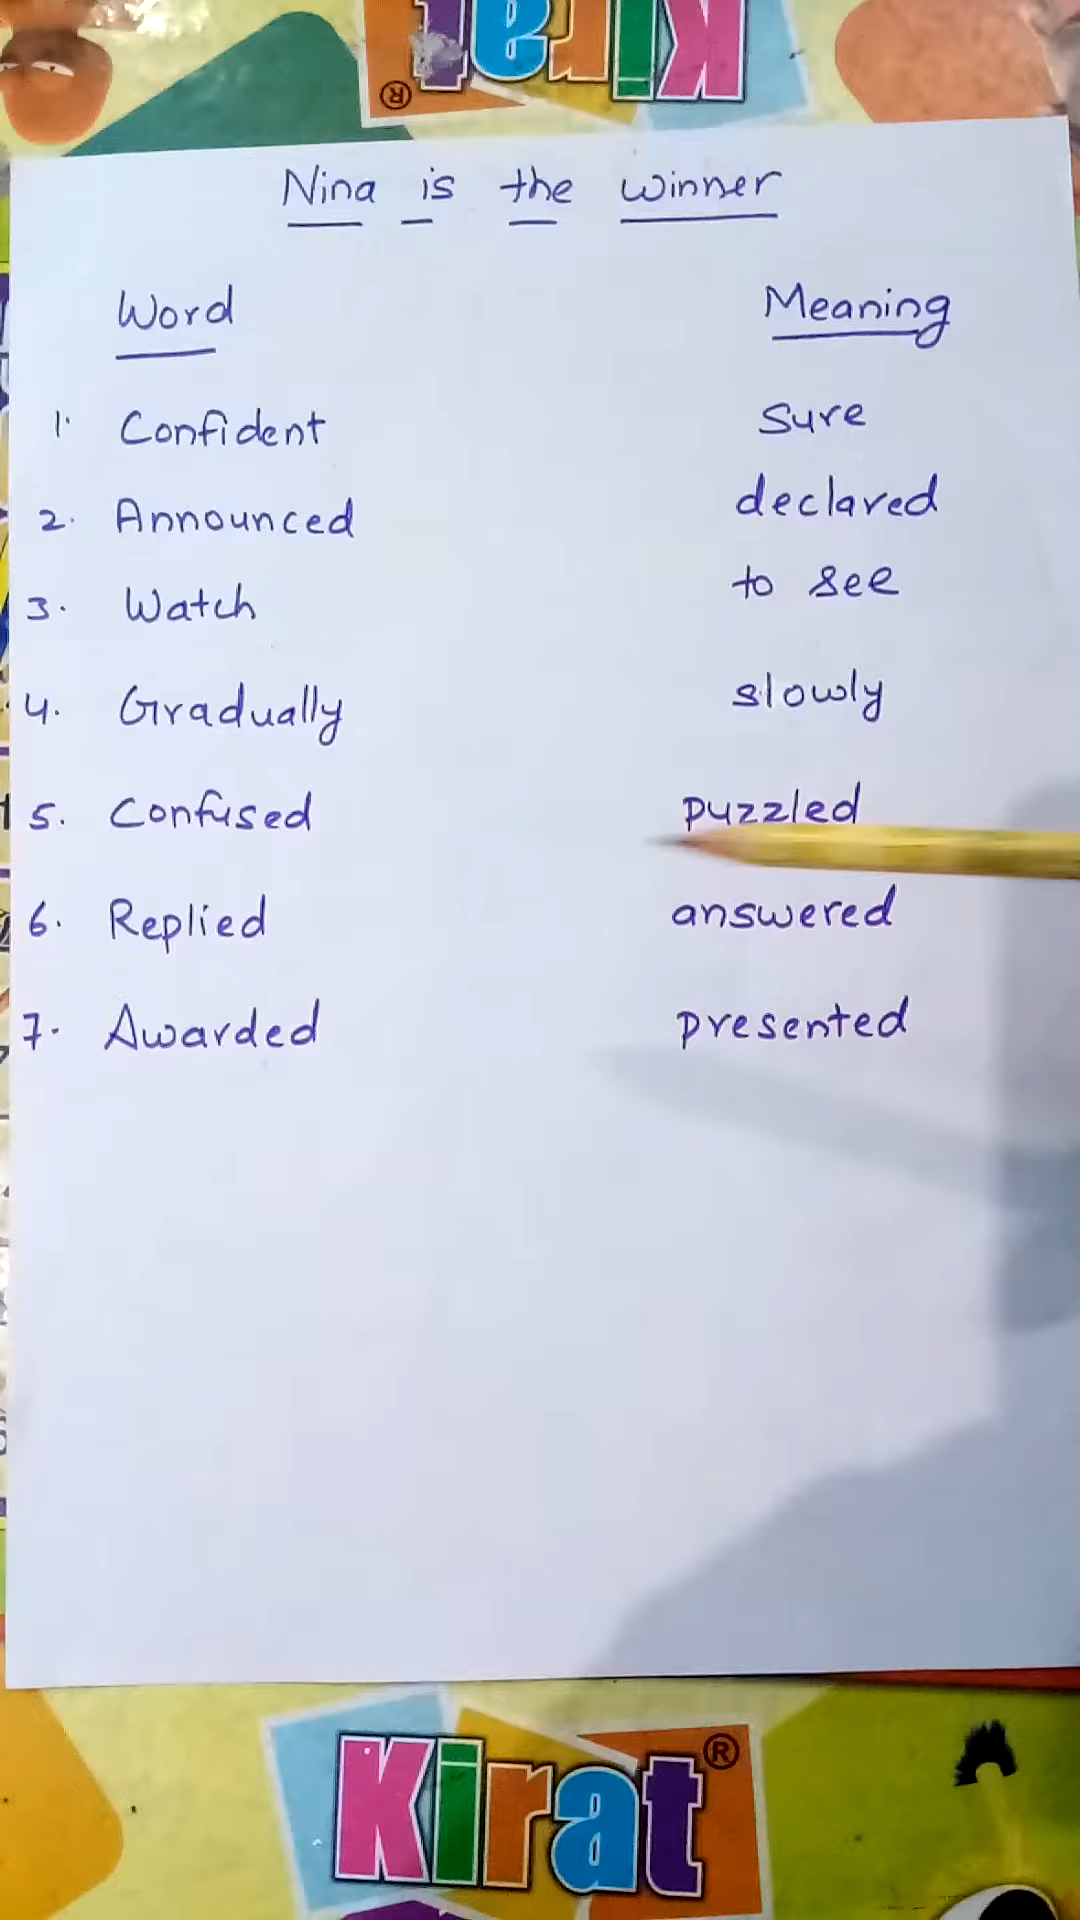 Kirat ®
Nina is the winner
Word Meaning
1. Confident sure
2. Announced declared
3. Watch to see
4. Gradually slowly
5. Confused puzzled
6. Replied answered
7. Awarded presented
Kirat ®